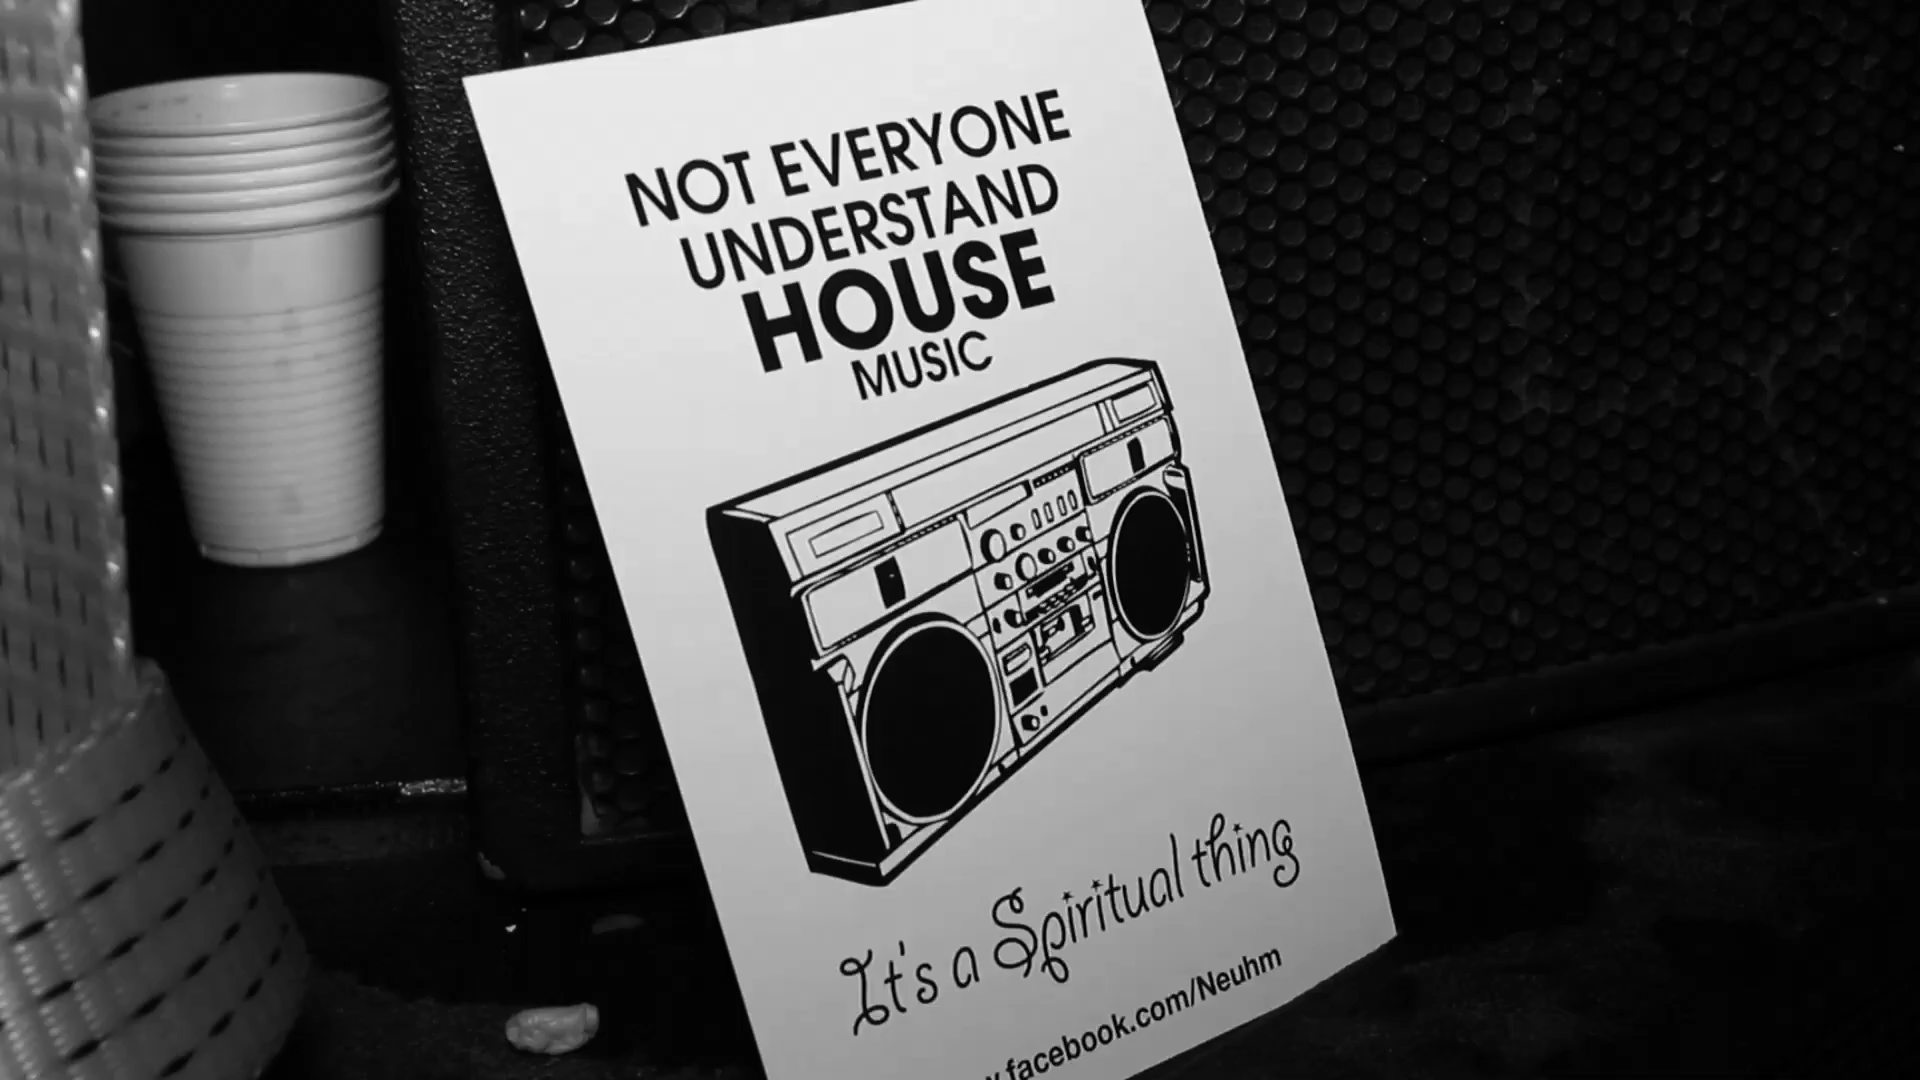 NOT EVERYONE
UNDERSTAND
HOUSE
MUSIC
It's a Spiritual thing
.facebook.com/Neuhm